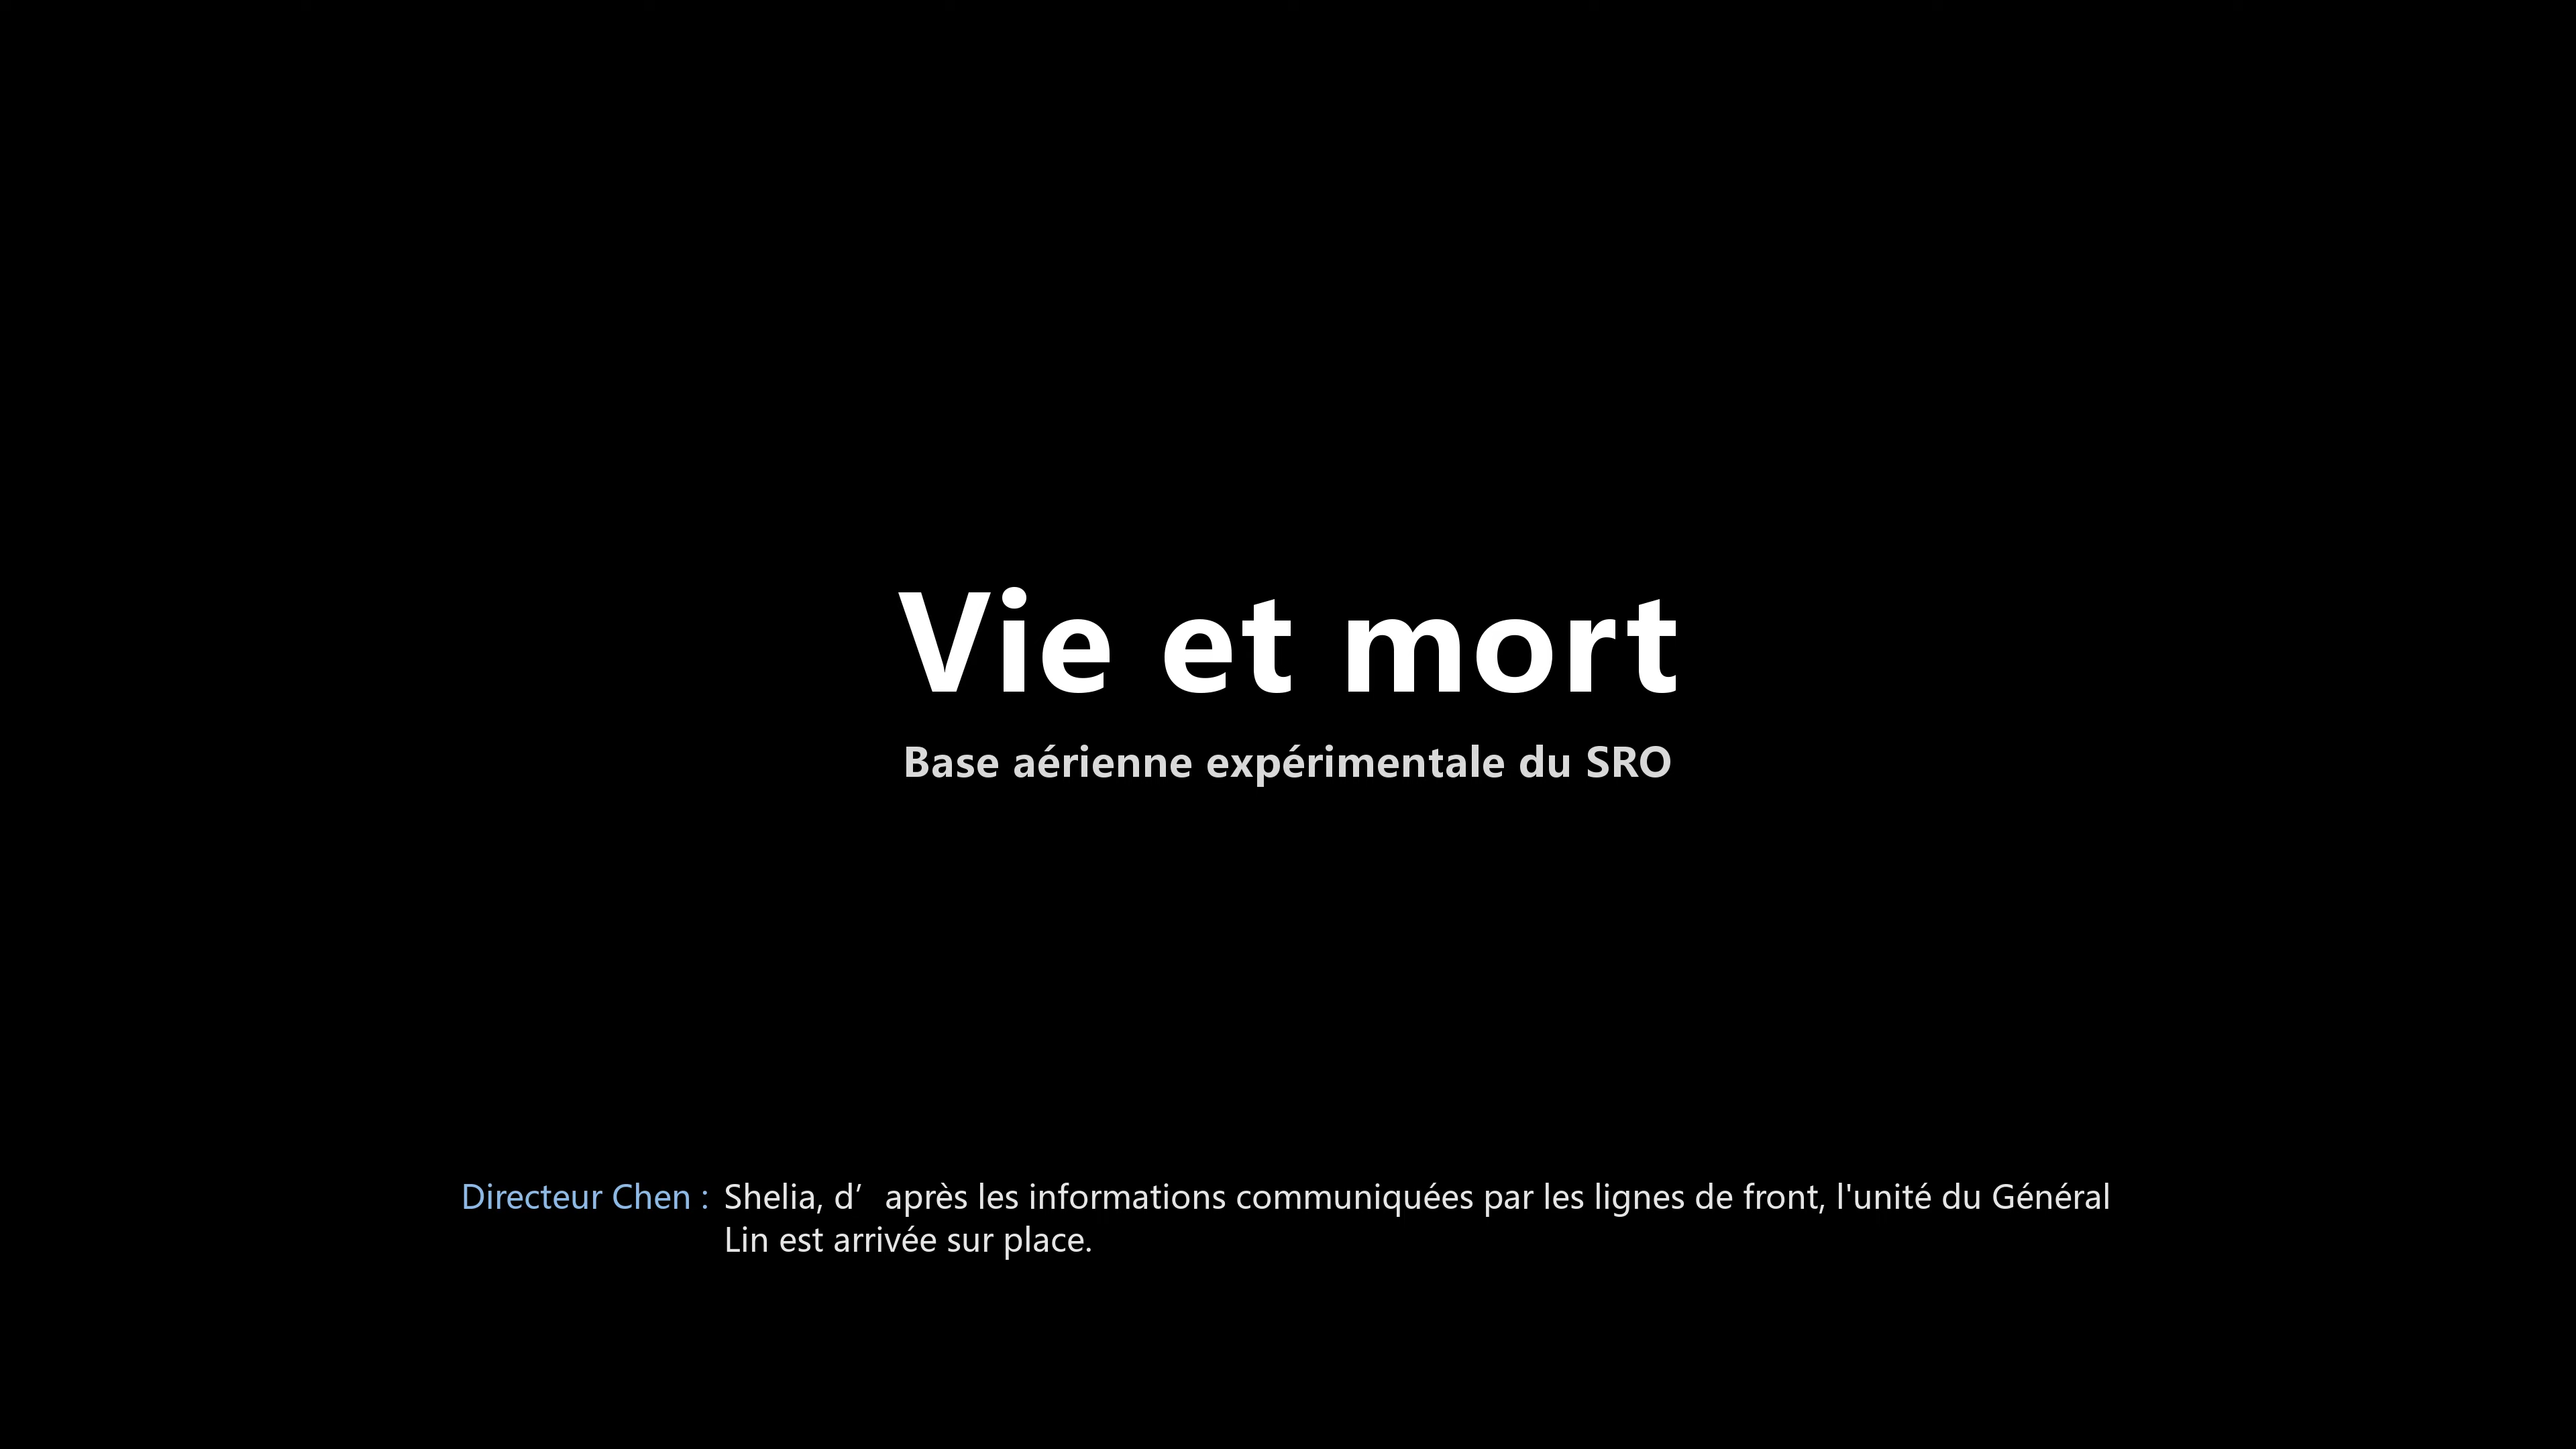 Vie et mort
Base aérienne expérimentale du SRO
Directeur Chen : Shelia, d’ après les informations communiquées par les lignes de front, l'unité du Général
Lin est arrivée sur place.